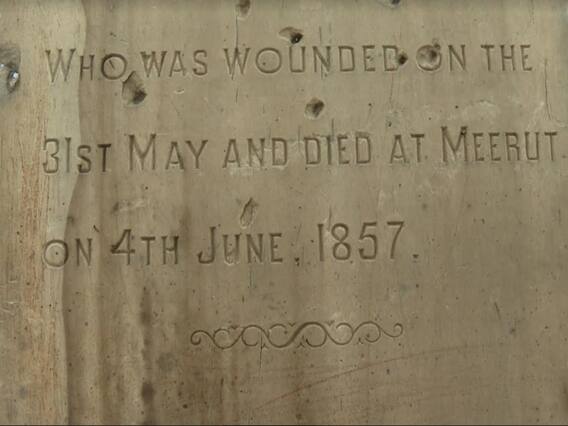 WHO WAS WOUNDED ON THE
31ST MAY AND DIED AT MEERUT.
ON 4TH JUNE, 1857.